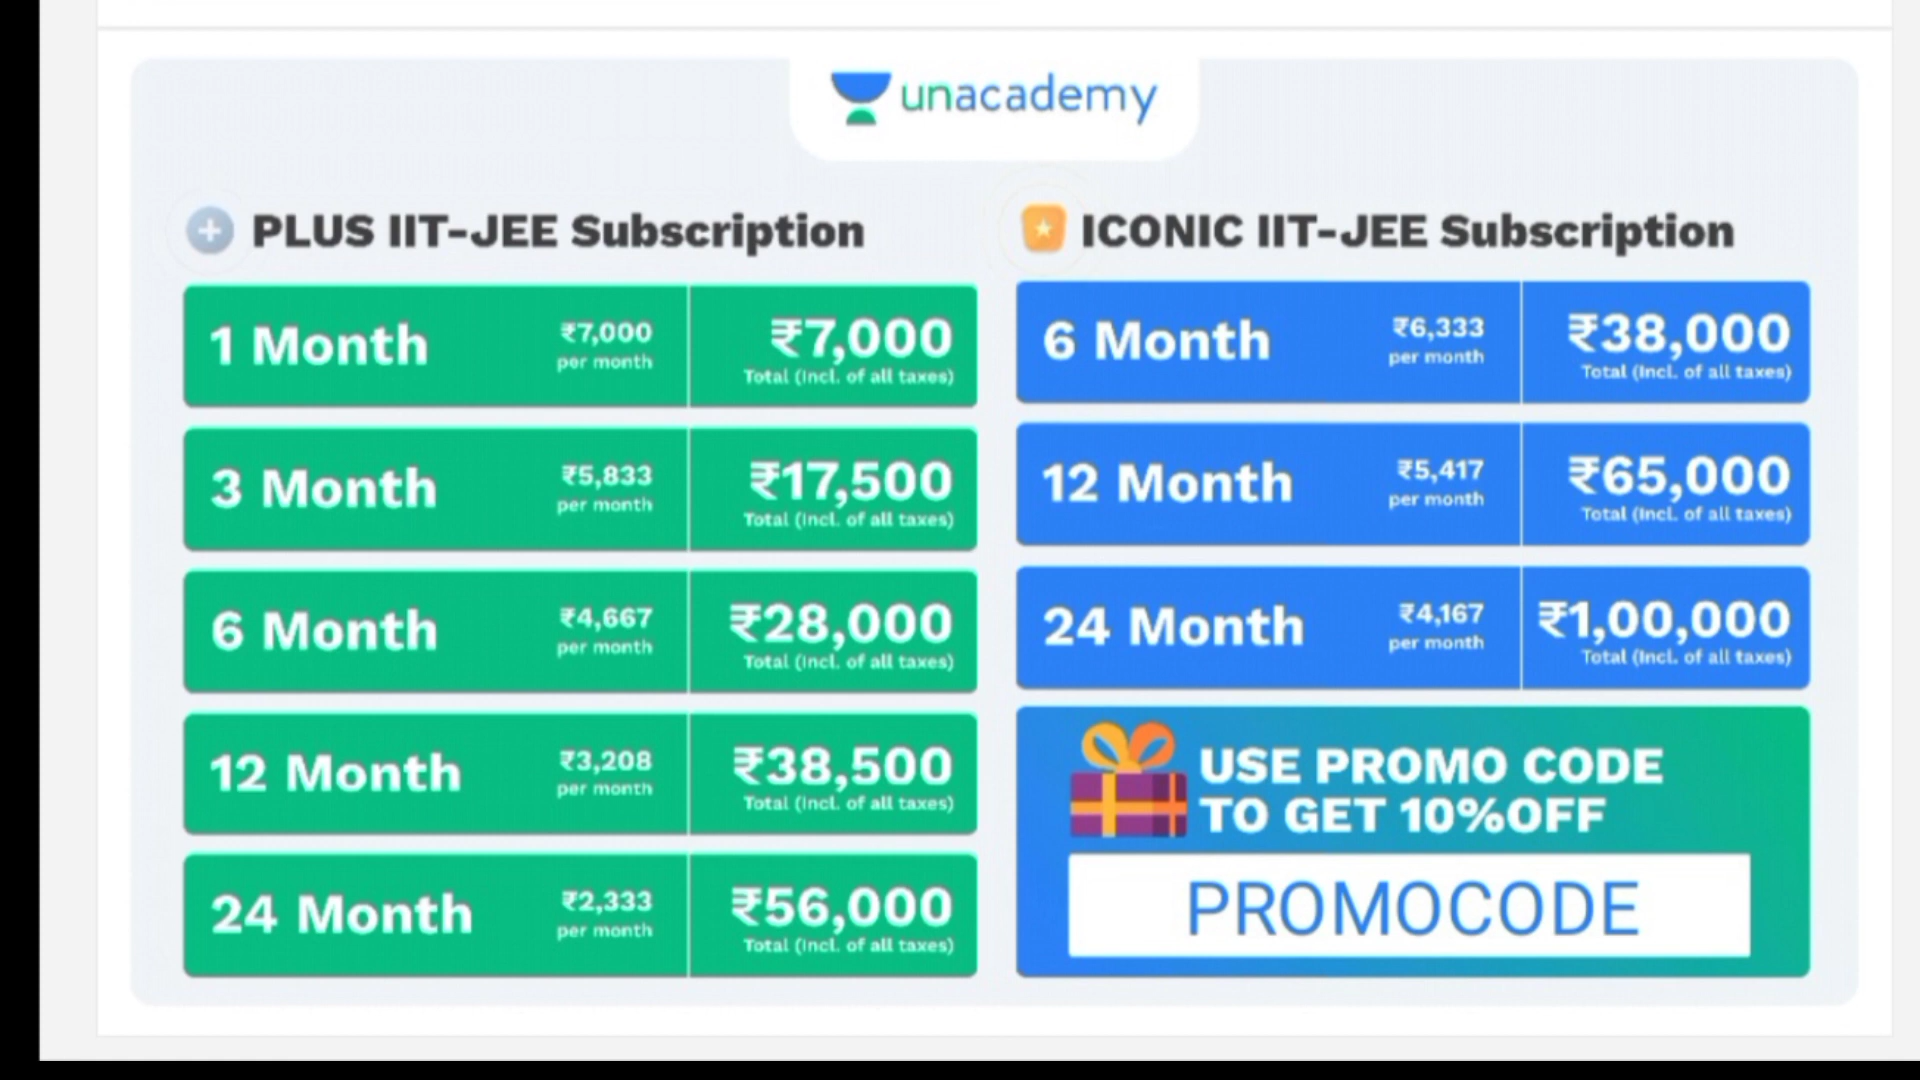 unacademy
PLUS IIT-JEE Subscription
1 Month ₹7,000 per month ₹7,000 Total (Incl. of all taxes)
3 Month ₹5,833 per month ₹17,500 Total (Incl. of all taxes)
6 Month ₹4,667 per month ₹28,000 Total (Incl. of all taxes)
12 Month ₹3,208 per month ₹38,500 Total (Incl. of all taxes)
24 Month ₹2,333 per month ₹56,000 Total (Incl. of all taxes)
ICONIC IIT-JEE Subscription
6 Month ₹6,333 per month ₹38,000 Total (Incl. of all taxes)
12 Month ₹5,417 per month ₹65,000 Total (Incl. of all taxes)
24 Month ₹4,167 per month ₹1,00,000 Total (Incl. of all taxes)
USE PROMO CODE
TO GET 10%OFF
PROMOCODE